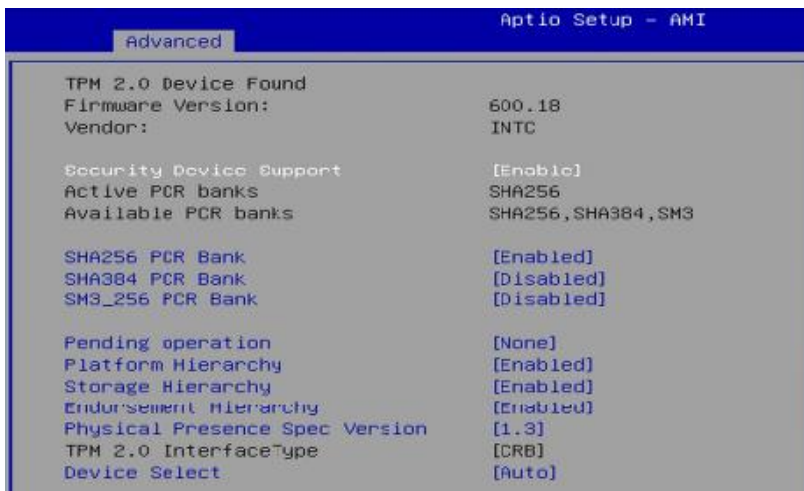 Aptio Setup - AMI
Advanced
TPM 2.0 Device Found
Firmware Version: 600.18
Vendor: INTC
Security Device Support [Enable]
Active PCR banks SHA256
Available PCR banks SHA256,SHA384,SM3
SHA256 PCR Bank [Enabled]
SHA384 PCR Bank [Disabled]
SM3_256 PCR Bank [Disabled]
Pending operation [None]
Platform Hierarchy [Enabled]
Storage Hierarchy [Enabled]
Endorsement Hierarchy [Enabled]
Physical Presence Spec Version [1.3]
TPM 2.0 InterfaceType [CRB]
Device Select [Auto]